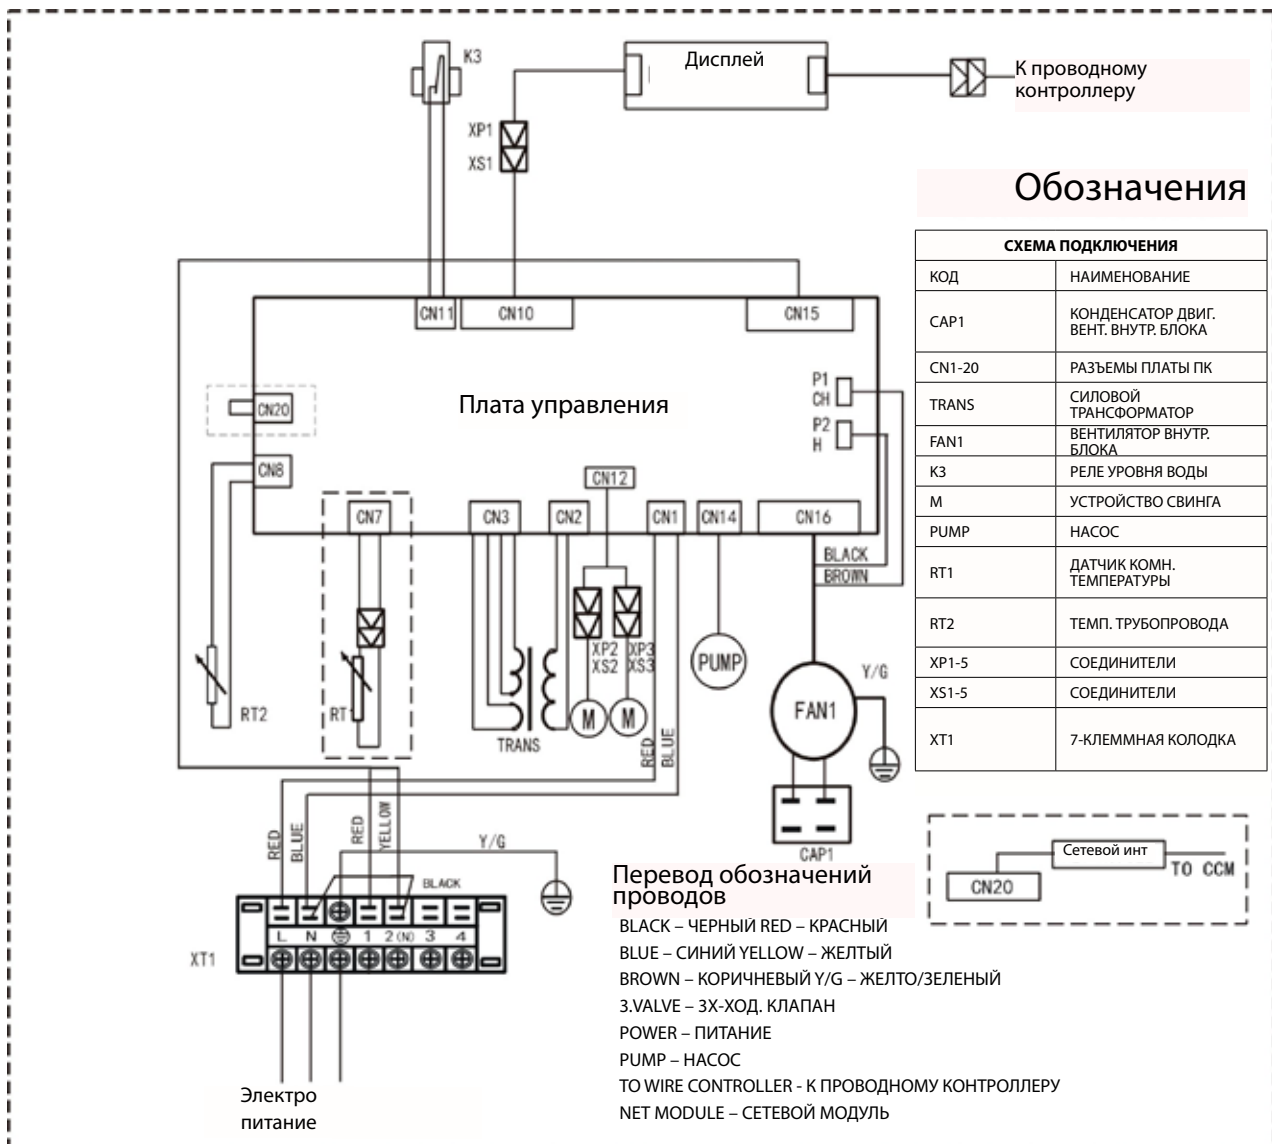 K3
Дисплей
К проводному
контроллеру
XP1
XS1
Обозначения
СХЕМА ПОДКЛЮЧЕНИЯ
КОД НАИМЕНОВАНИЕ
CAP1 КОНДЕНСАТОР ДВИГ.
ВЕНТ. ВНУТР. БЛОКА
CN1-20 РАЗЪЕМЫ ПЛАТЫ ПК
TRANS СИЛОВОЙ
ТРАНСФОРМАТОР
FAN1 ВЕНТИЛЯТОР ВНУТР.
БЛОКА
K3 РЕЛЕ УРОВНЯ ВОДЫ
M УСТРОЙСТВО СВИНГА
PUMP НАСОС
RT1 ДАТЧИК КОМН.
ТЕМПЕРАТУРЫ
RT2 ТЕМП. ТРУБОПРОВОДА
XP1-5 СОЕДИНИТЕЛИ
XS1-5 СОЕДИНИТЕЛИ
XT1 7-КЛЕММНАЯ КОЛОДКА
CN11 CN10 CN15
P1
CH
CN20
Плата управления
P2
H
CN8
CN12
CN7 CN3 CN2 CN1 CN14 CN16
BLACK
BROWN
XP2 XP3
XS2 XS3
PUMP
Y/G
RT2
RT
M M
FAN1
TRANS
RED
BLUE
RED
BLUE
RED
YELLOW
Y/G
CAP1
BLACK
L N 1 2(N) 3 4
XT1
Электро
питание
Сетевой инт
TO CCM
CN20
Перевод обозначений
проводов
BLACK – ЧЕРНЫЙ RED – КРАСНЫЙ
BLUE – СИНИЙ YELLOW – ЖЕЛТЫЙ
BROWN – КОРИЧНЕВЫЙ Y/G – ЖЕЛТО/ЗЕЛЕНЫЙ
3.VALVE – 3Х-ХОД. КЛАПАН
POWER – ПИТАНИЕ
PUMP – НАСОС
TO WIRE CONTROLLER - К ПРОВОДНОМУ КОНТРОЛЛЕРУ
NET MODULE – СЕТЕВОЙ МОДУЛЬ